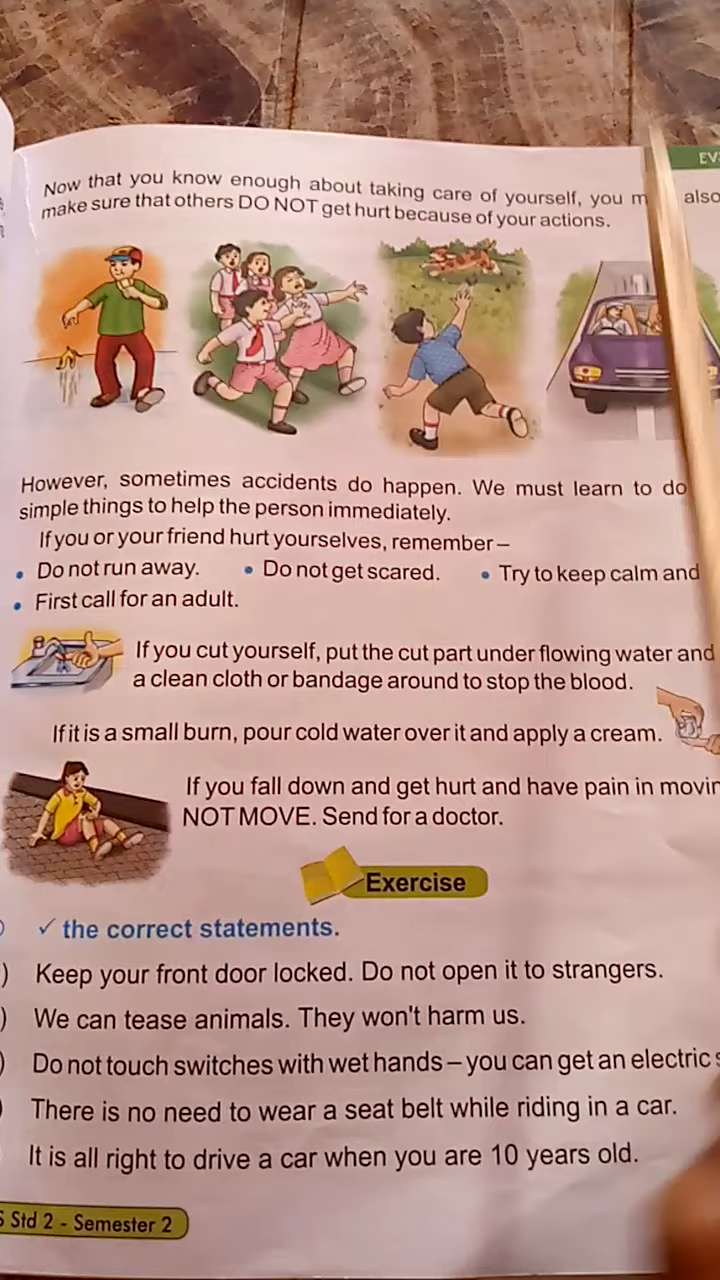 EV
Now that you know enough about taking care of yourself, you m also
make sure that others DO NOT get hurt because of your actions.
However, sometimes accidents do happen. We must learn to do
simple things to help the person immediately.
If you or your friend hurt yourselves, remember –
• Do not run away. • Do not get scared. • Try to keep calm and
• First call for an adult.
If you cut yourself, put the cut part under flowing water and
a clean cloth or bandage around to stop the blood.
If it is a small burn, pour cold water over it and apply a cream.
If you fall down and get hurt and have pain in movin
NOT MOVE. Send for a doctor.
Exercise
✓ the correct statements.
) Keep your front door locked. Do not open it to strangers.
) We can tease animals. They won't harm us.
) Do not touch switches with wet hands – you can get an electric s
) There is no need to wear a seat belt while riding in a car.
It is all right to drive a car when you are 10 years old.
S Std 2 - Semester 2